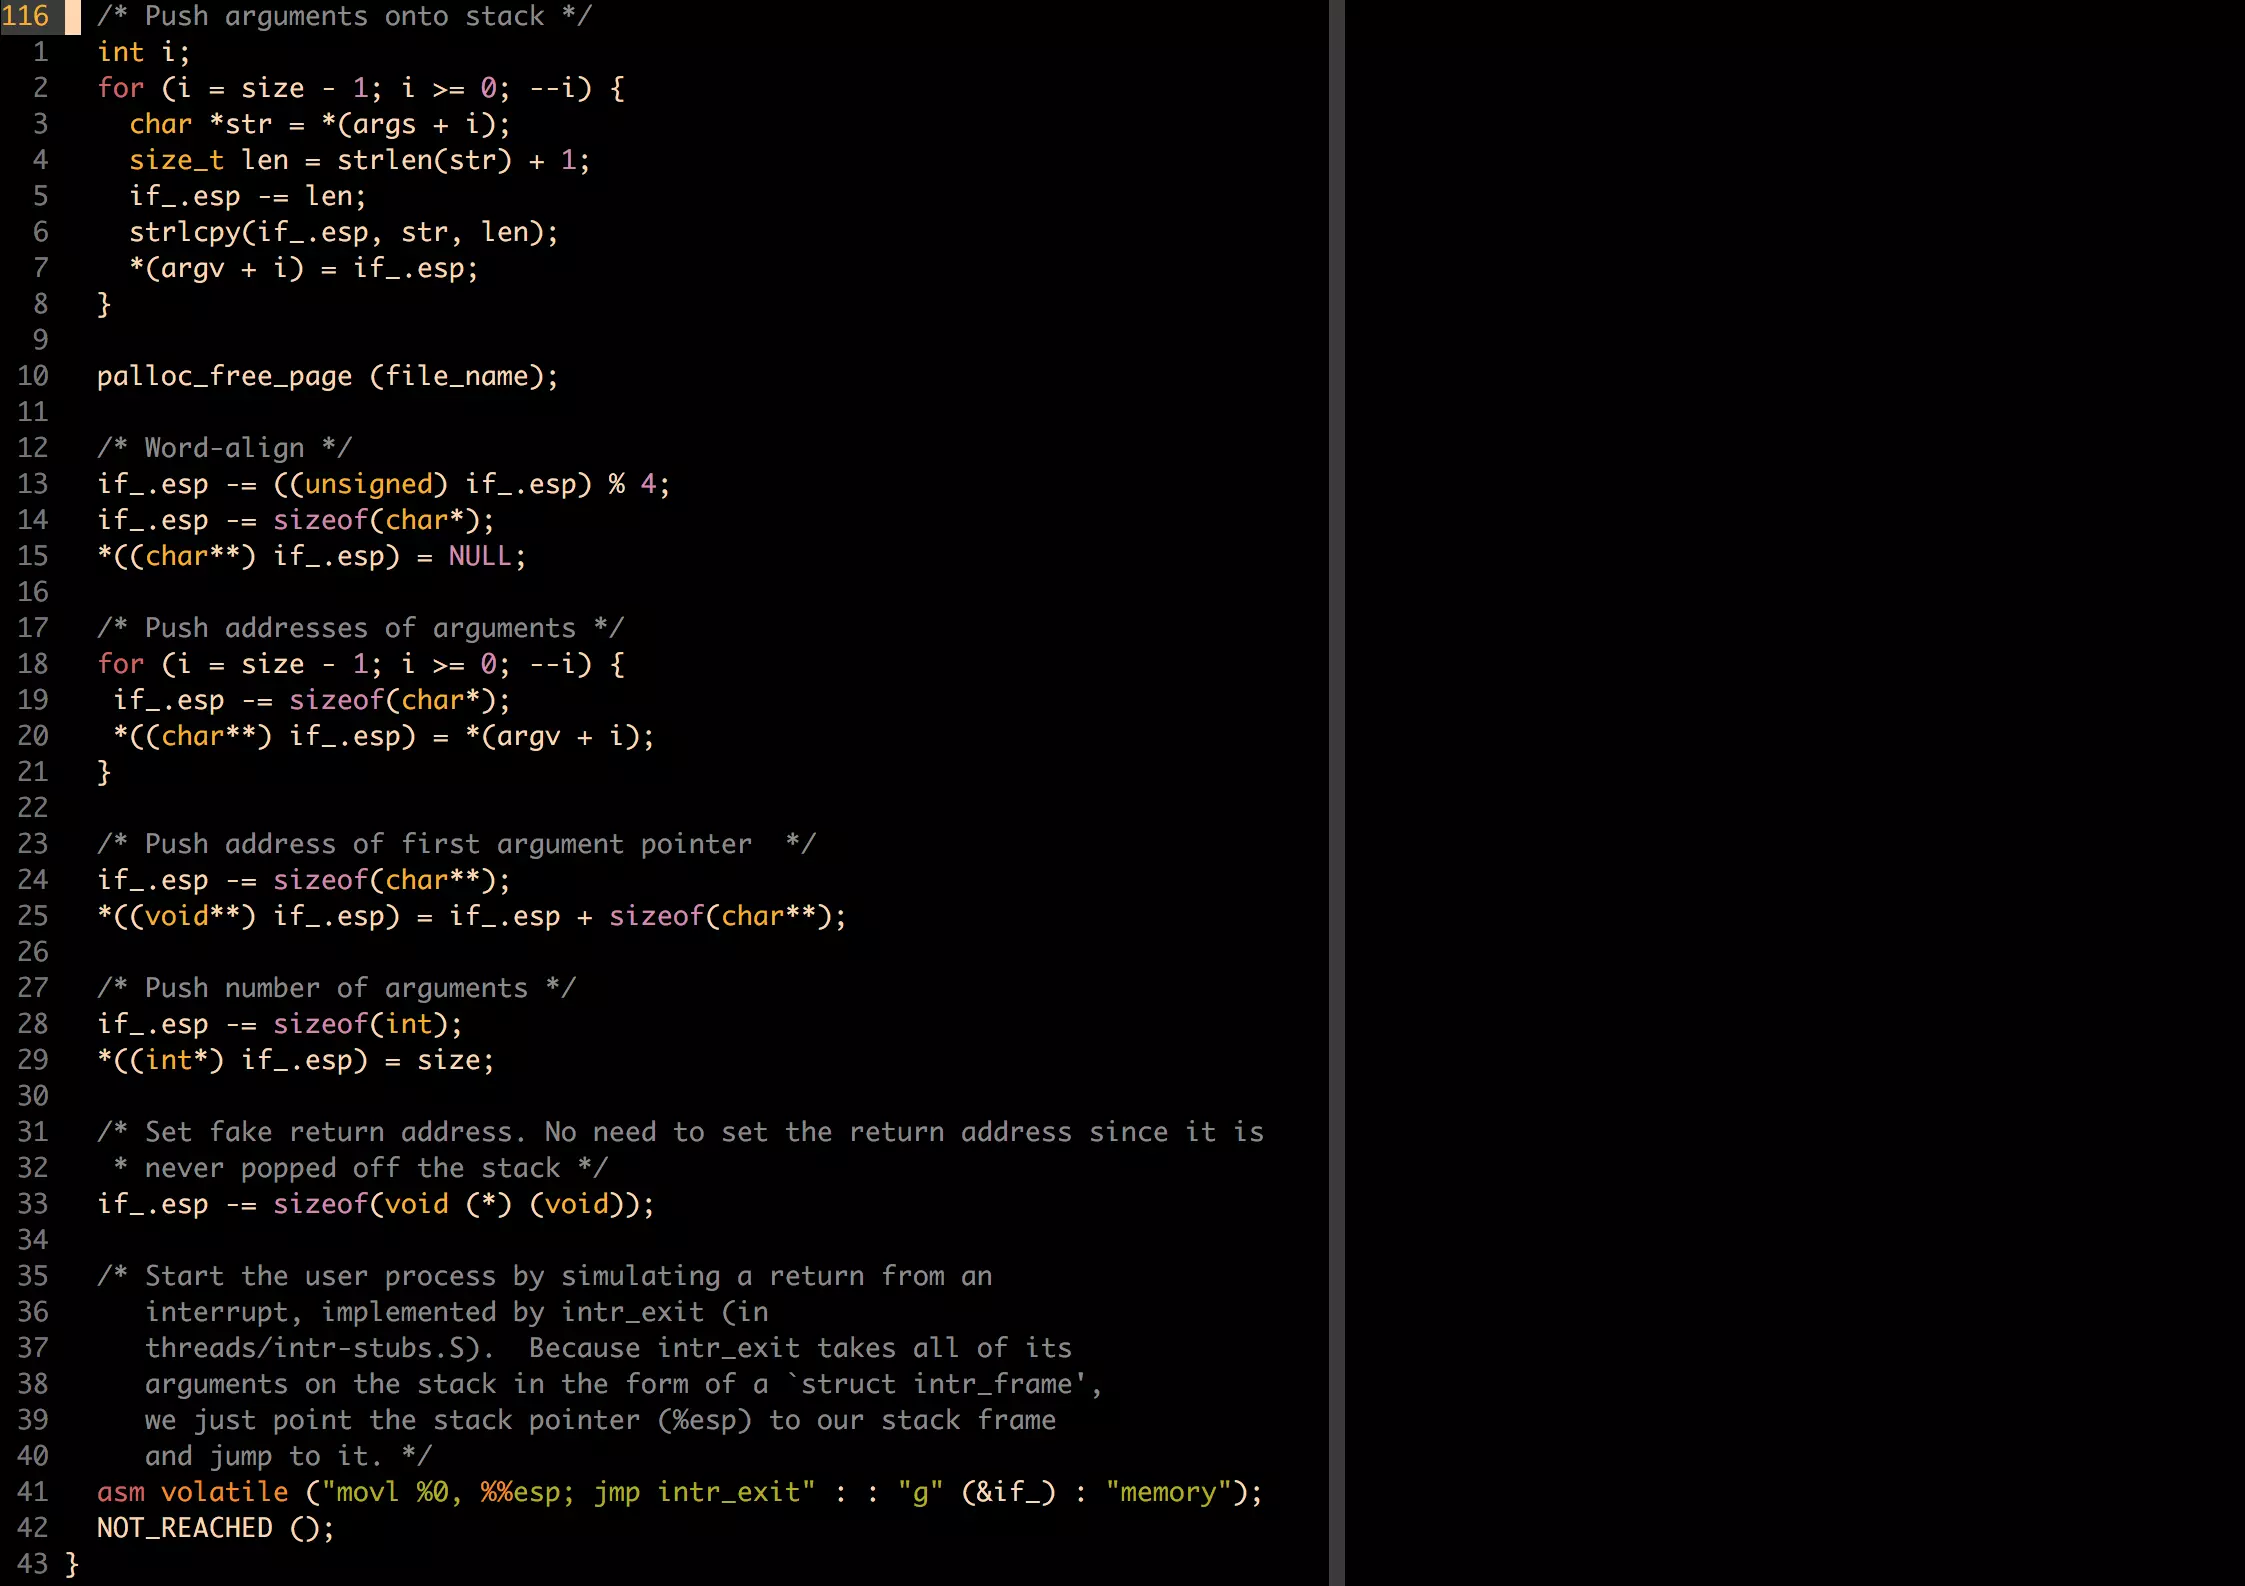 116   /* Push arguments onto stack */
  1   int i;
  2   for (i = size - 1; i >= 0; --i) {
  3     char *str = *(args + i);
  4     size_t len = strlen(str) + 1;
  5     if_.esp -= len;
  6     strlcpy(if_.esp, str, len);
  7     *(argv + i) = if_.esp;
  8   }
  9
 10   palloc_free_page (file_name);
 11
 12   /* Word-align */
 13   if_.esp -= ((unsigned) if_.esp) % 4;
 14   if_.esp -= sizeof(char*);
 15   *((char**) if_.esp) = NULL;
 16
 17   /* Push addresses of arguments */
 18   for (i = size - 1; i >= 0; --i) {
 19    if_.esp -= sizeof(char*);
 20    *((char**) if_.esp) = *(argv + i);
 21   }
 22
 23   /* Push address of first argument pointer  */
 24   if_.esp -= sizeof(char**);
 25   *((void**) if_.esp) = if_.esp + sizeof(char**);
 26
 27   /* Push number of arguments */
 28   if_.esp -= sizeof(int);
 29   *((int*) if_.esp) = size;
 30
 31   /* Set fake return address. No need to set the return address since it is
 32    * never popped off the stack */
 33   if_.esp -= sizeof(void (*) (void));
 34
 35   /* Start the user process by simulating a return from an
 36      interrupt, implemented by intr_exit (in
 37      threads/intr-stubs.S).  Because intr_exit takes all of its
 38      arguments on the stack in the form of a `struct intr_frame',
 39      we just point the stack pointer (%esp) to our stack frame
 40      and jump to it. */
 41   asm volatile ("movl %0, %%esp; jmp intr_exit" : : "g" (&if_) : "memory");
 42   NOT_REACHED ();
 43 }